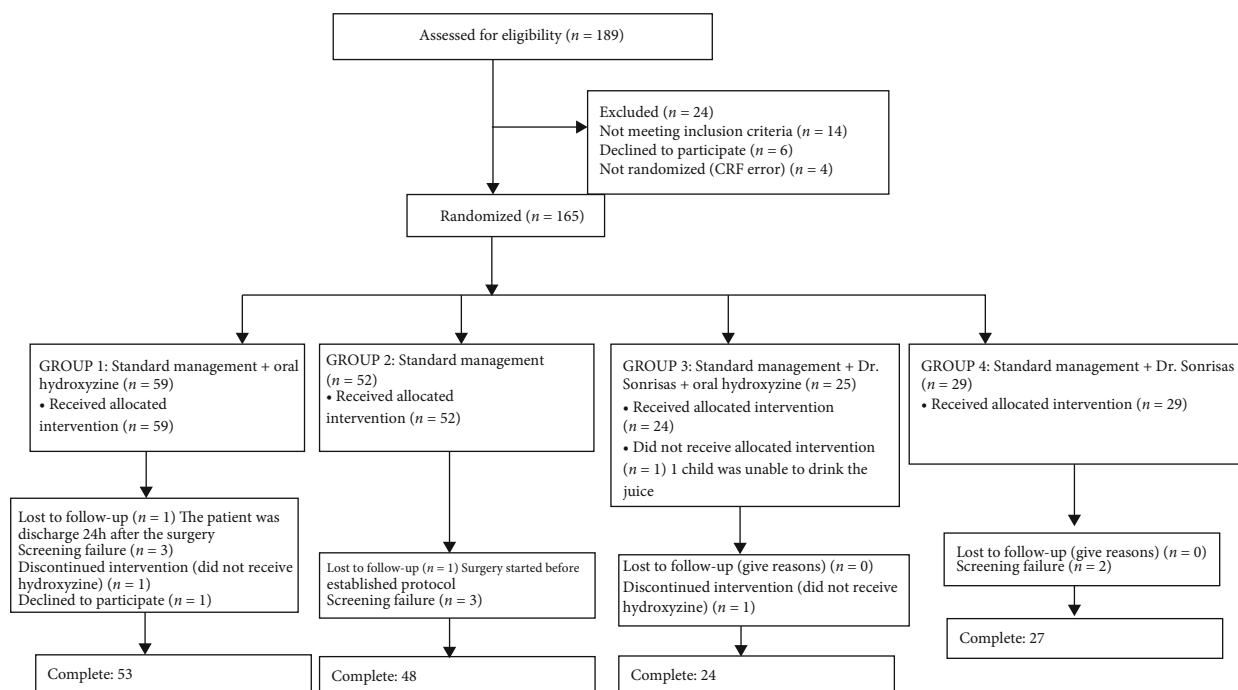 Assessed for eligibility (n = 189)
Excluded (n = 24)
Not meeting inclusion criteria (n = 14)
Declined to participate (n = 6)
Not randomized (CRF error) (n = 4)
Randomized (n = 165)
GROUP 1: Standard management + oral
hydroxyzine (n = 59)
• Received allocated
intervention (n = 59)
GROUP 2: Standard management
(n = 52)
• Received allocated
intervention (n = 52)
GROUP 3: Standard management + Dr.
Sonrisas + oral hydroxyzine (n = 25)
• Received allocated intervention
(n = 24)
• Did not receive allocated intervention
(n = 1) 1 child was unable to drink the
juice
GROUP 4: Standard management + Dr. Sonrisas
(n = 29)
• Received allocated intervention (n = 29)
Lost to follow-up (n = 1) The patient was
discharge 24h after the surgery
Screening failure (n = 3)
Discontinued intervention (did not receive
hydroxyzine) (n = 1)
Declined to participate (n = 1)
Lost to follow-up (n = 1) Surgery started before
established protocol
Screening failure (n = 3)
Lost to follow-up (give reasons) (n = 0)
Discontinued intervention (did not receive
hydroxyzine) (n = 1)
Lost to follow-up (give reasons) (n = 0)
Screening failure (n = 2)
Complete: 53
Complete: 48
Complete: 24
Complete: 27